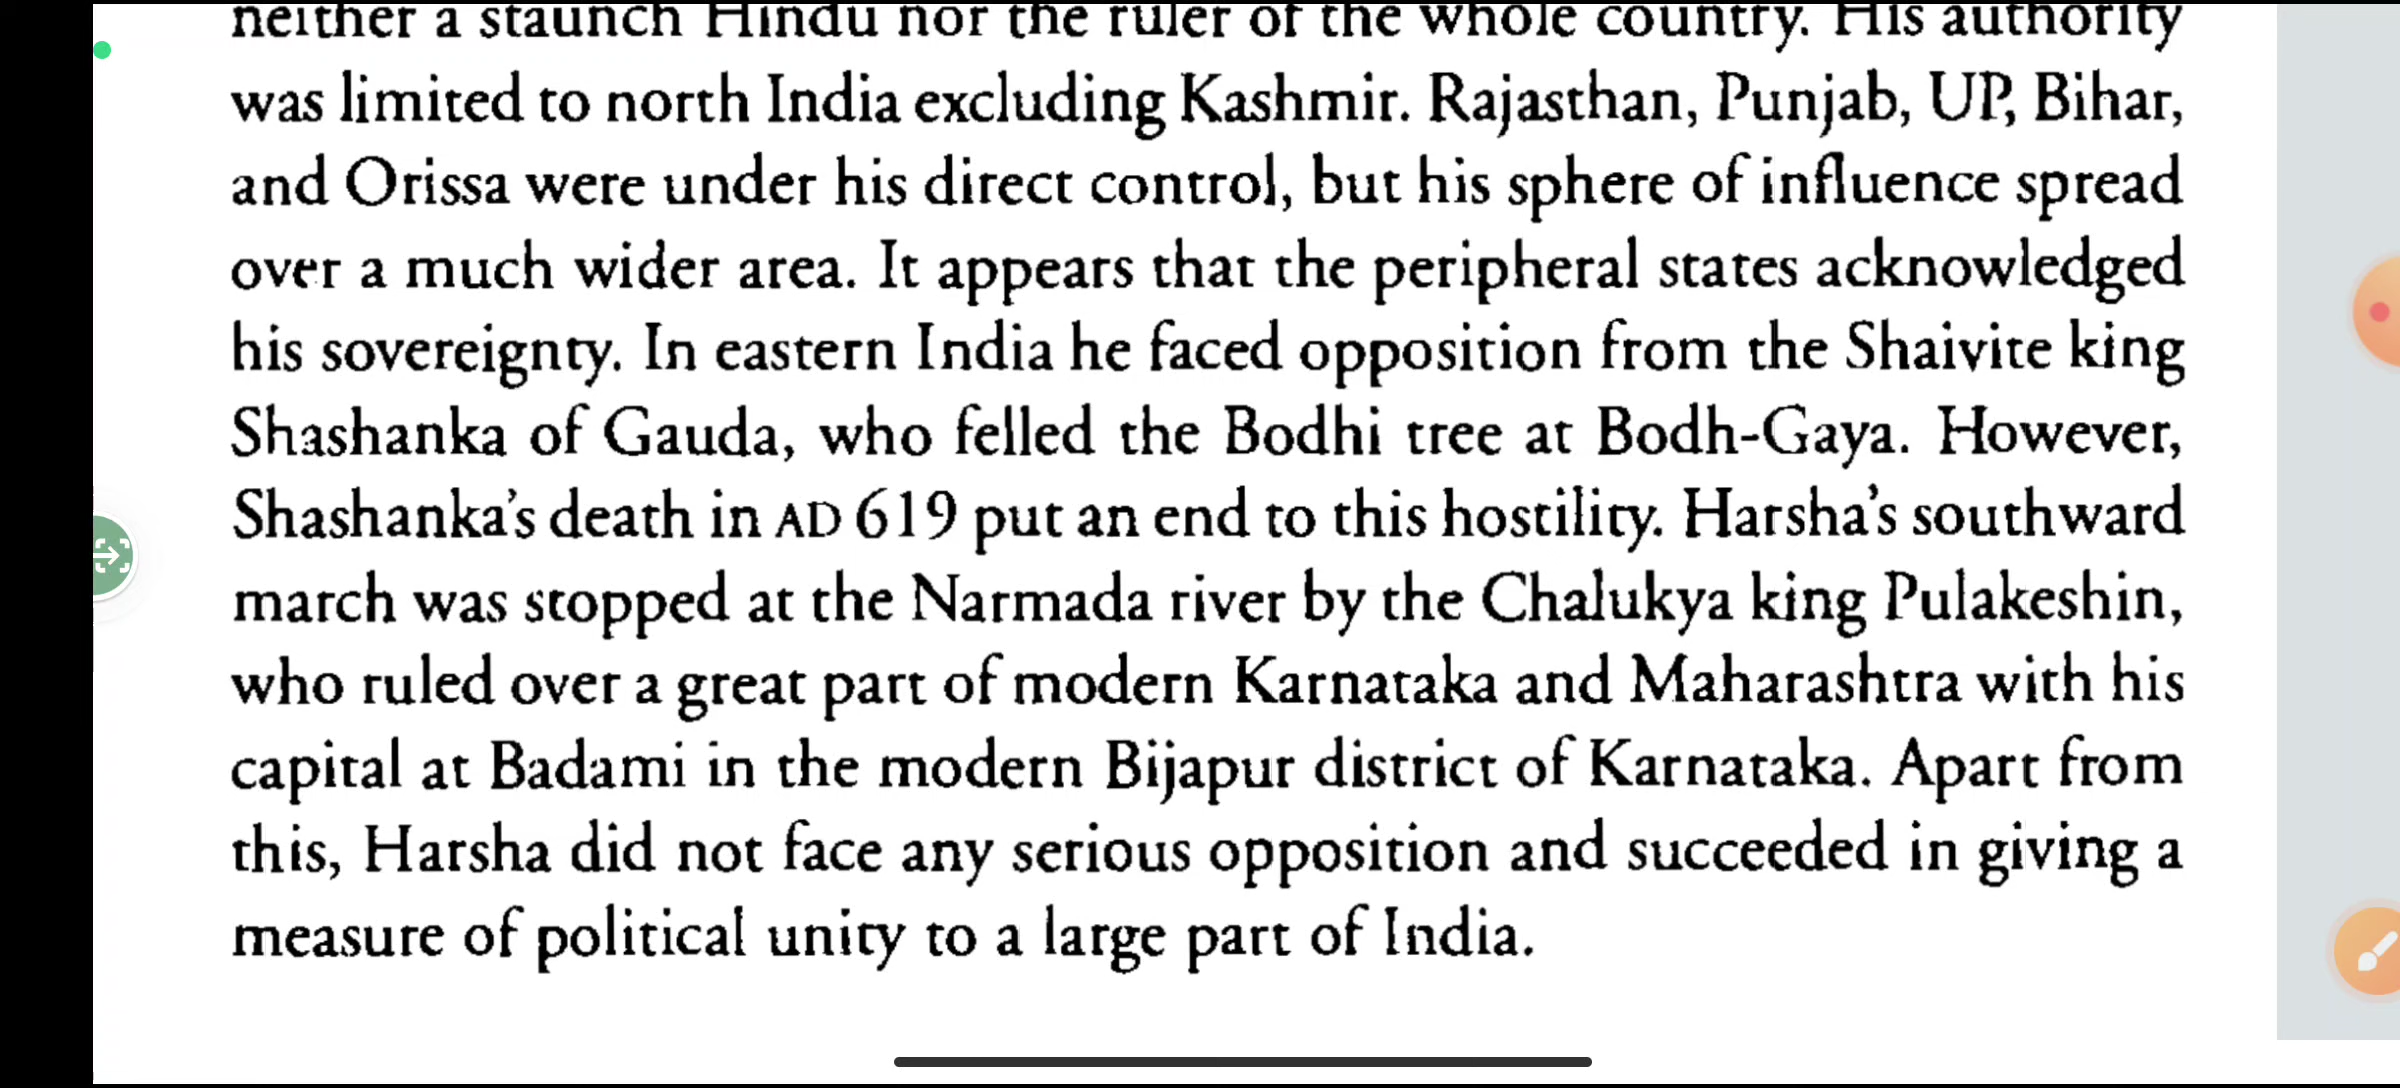 neither a staunch Hindu nor the ruler of the whole country. His authority
was limited to north India excluding Kashmir. Rajasthan, Punjab, UP, Bihar,
and Orissa were under his direct control, but his sphere of influence spread
over a much wider area. It appears that the peripheral states acknowledged
his sovereignty. In eastern India he faced opposition from the Shaivite king
Shashanka of Gauda, who felled the Bodhi tree at Bodh-Gaya. However,
Shashanka's death in AD 619 put an end to this hostility. Harsha's southward
march was stopped at the Narmada river by the Chalukya king Pulakeshin,
who ruled over a great part of modern Karnataka and Maharashtra with his
capital at Badami in the modern Bijapur district of Karnataka. Apart from
this, Harsha did not face any serious opposition and succeeded in giving a
measure of political unity to a large part of India.